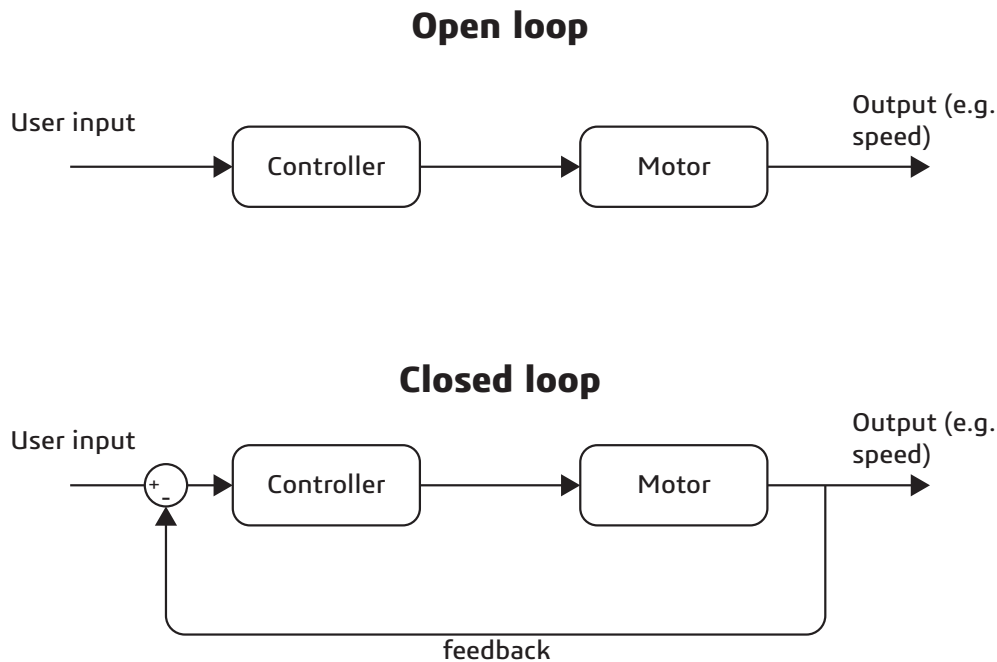 Open loop
User input
Controller
Motor
Output (e.g.
speed)
Closed loop
User input
+
-
Controller
Motor
Output (e.g.
speed)
feedback